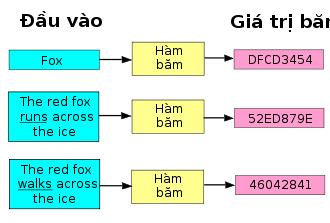 Đầu vào
Giá trị băm
Fox
Hàm
băm
DFCD3454
The red fox
runs across
the ice
Hàm
băm
52ED879E
The red fox
walks across
the ice
Hàm
băm
46042841